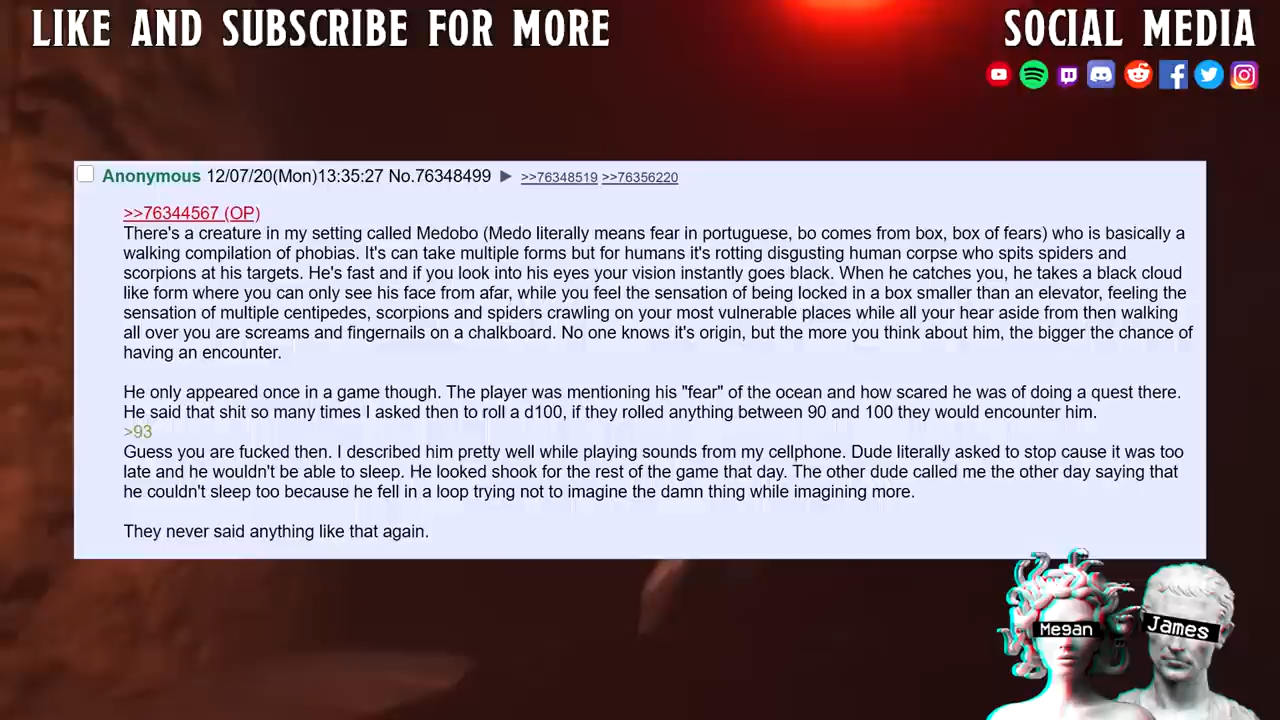 LIKE AND SUBSCRIBE FOR MORE
SOCIAL MEDIA
Anonymous 12/07/20(Mon)13:35:27 No.76348499 ▶ >>76348519 >>76356220
>>76344567 (OP)
There's a creature in my setting called Medobo (Medo literally means fear in portuguese, bo comes from box, box of fears) who is basically a
walking compilation of phobias. It's can take multiple forms but for humans it's rotting disgusting human corpse who spits spiders and
scorpions at his targets. He's fast and if you look into his eyes your vision instantly goes black. When he catches you, he takes a black cloud
like form where you can only see his face from afar, while you feel the sensation of being locked in a box smaller than an elevator, feeling the
sensation of multiple centipedes, scorpions and spiders crawling on your most vulnerable places while all your hear aside from then walking
all over you are screams and fingernails on a chalkboard. No one knows it's origin, but the more you think about him, the bigger the chance of
having an encounter.
He only appeared once in a game though. The player was mentioning his "fear" of the ocean and how scared he was of doing a quest there.
He said that shit so many times I asked then to roll a d100, if they rolled anything between 90 and 100 they would encounter him.
>93
Guess you are fucked then. I described him pretty well while playing sounds from my cellphone. Dude literally asked to stop cause it was too
late and he wouldn't be able to sleep. He looked shook for the rest of the game that day. The other dude called me the other day saying that
he couldn't sleep too because he fell in a loop trying not to imagine the damn thing while imagining more.
They never said anything like that again.
Megan
James